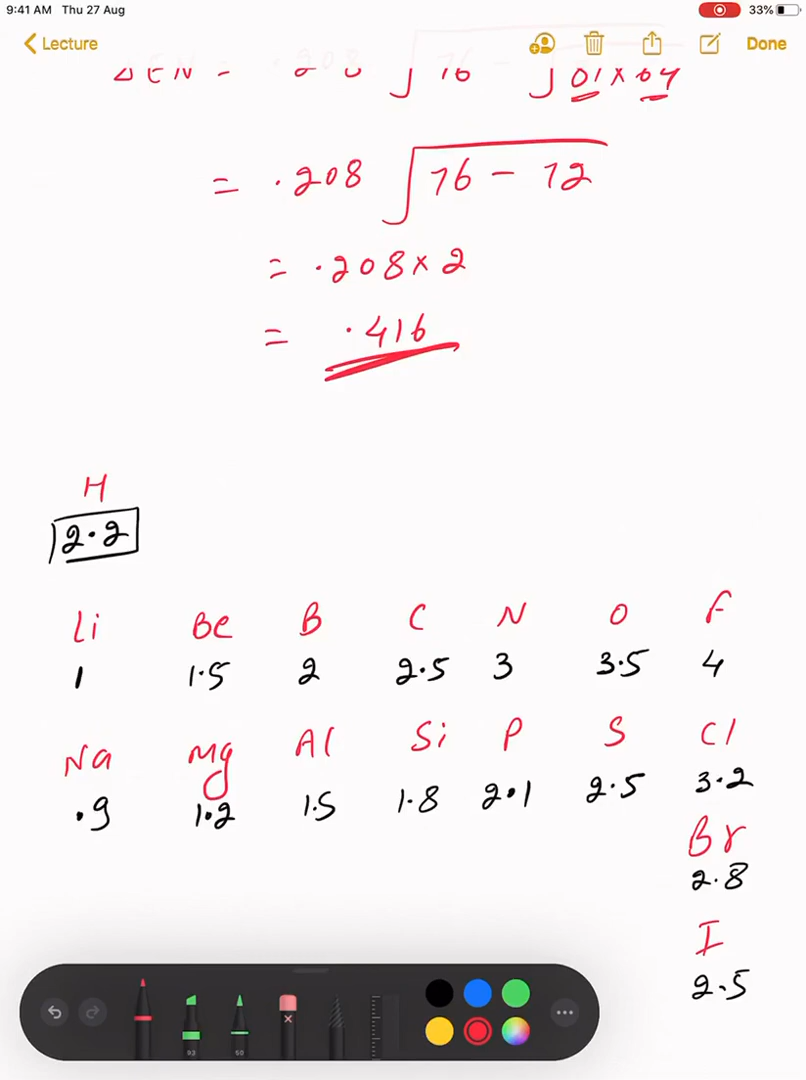 9:41 AM Thu 27 Aug 33%
Lecture Done
= .208 √76 - 72
= .208 × 2
= .416
H
2.2
Li Be B C N O F
1 1.5 2 2.5 3 3.5 4
Na Mg Al Si P S Cl
.9 1.2 1.5 1.8 2.1 2.5 3.2
Br
2.8
I
2.5
93 50